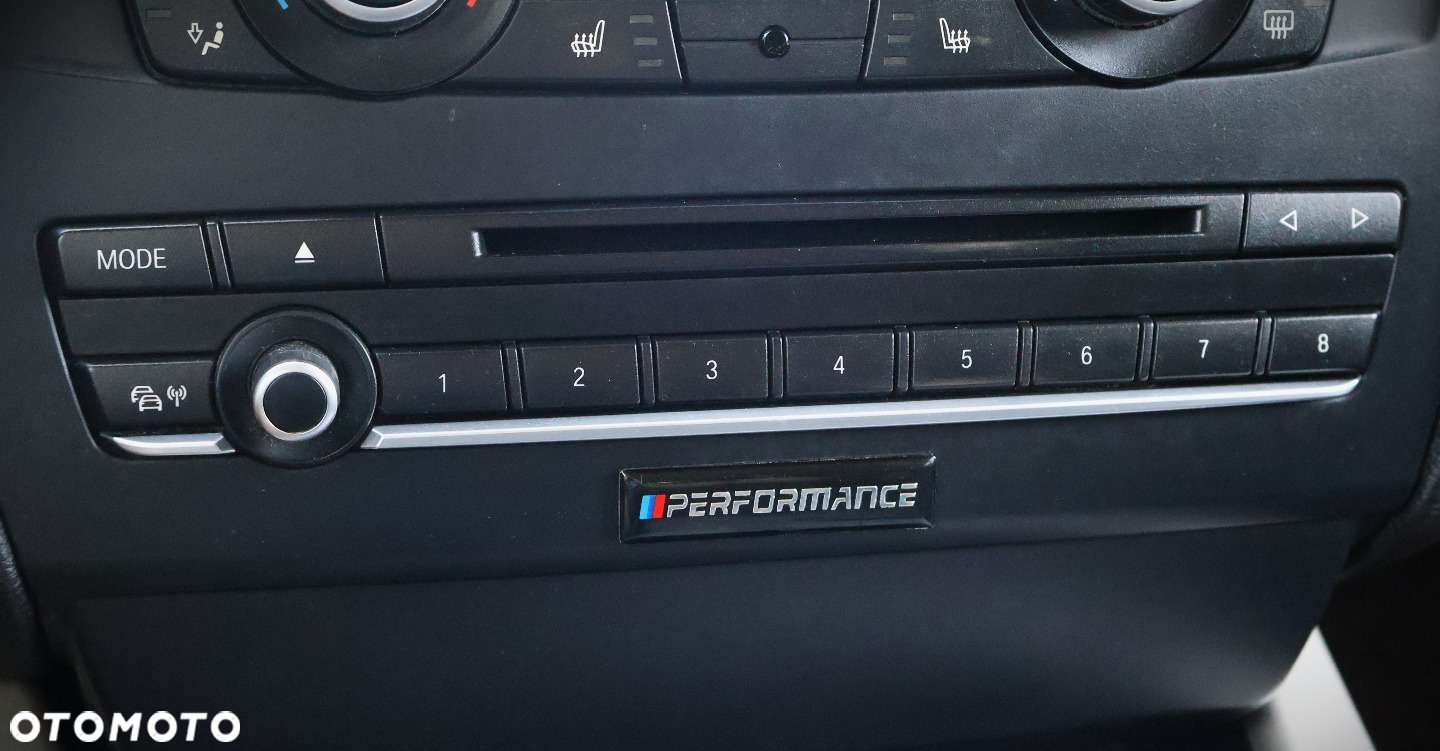 MODE
1 2 3 4 5 6 7 8
PERFORMANCE
OTOMOTO